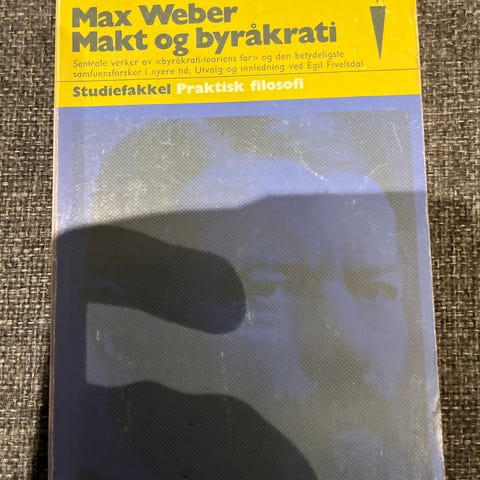 Max Weber
Makt og byråkrati
Sentrale verker av «byråkrati-teoriens far» og den betydeligste
samfunnsforsker i nyere tid. Utvalg og innledning ved Egil Fivelsdal
Studiefakkel Praktisk filosofi